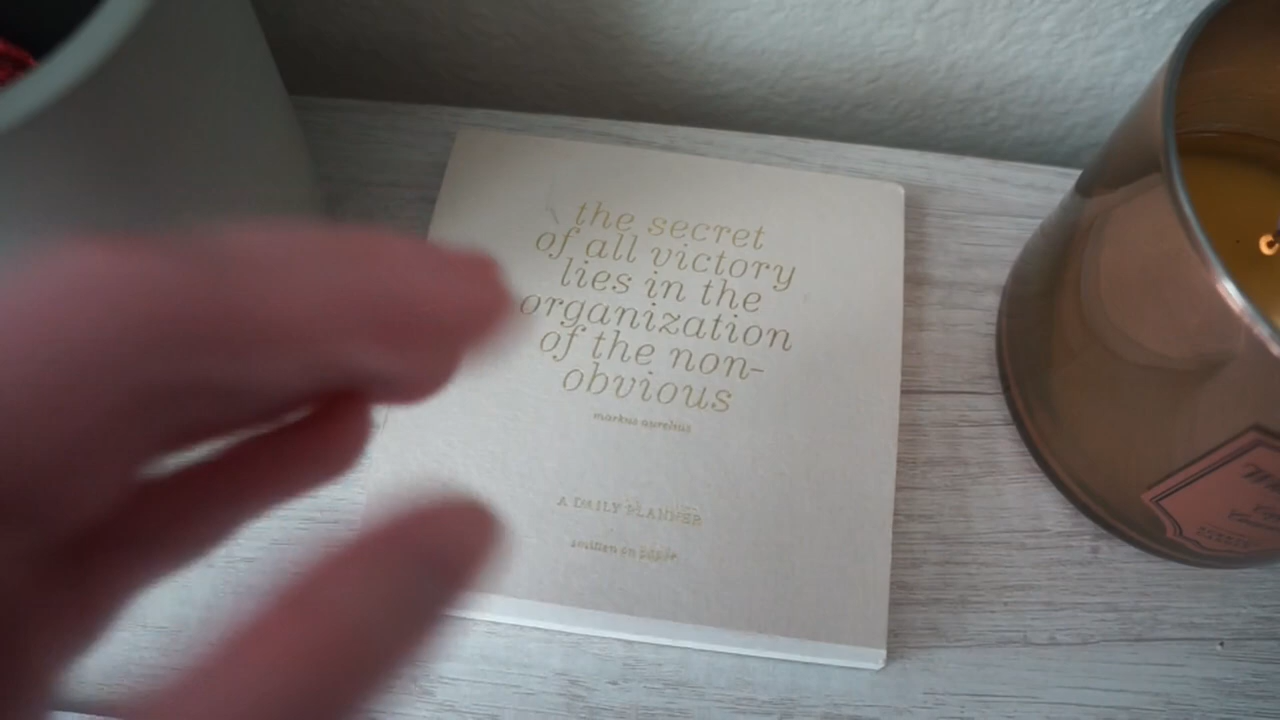 the secret
of all victory
lies in the
organization
of the non-
obvious
markus aurelius
A DAILY PLANNER
smitten on paper